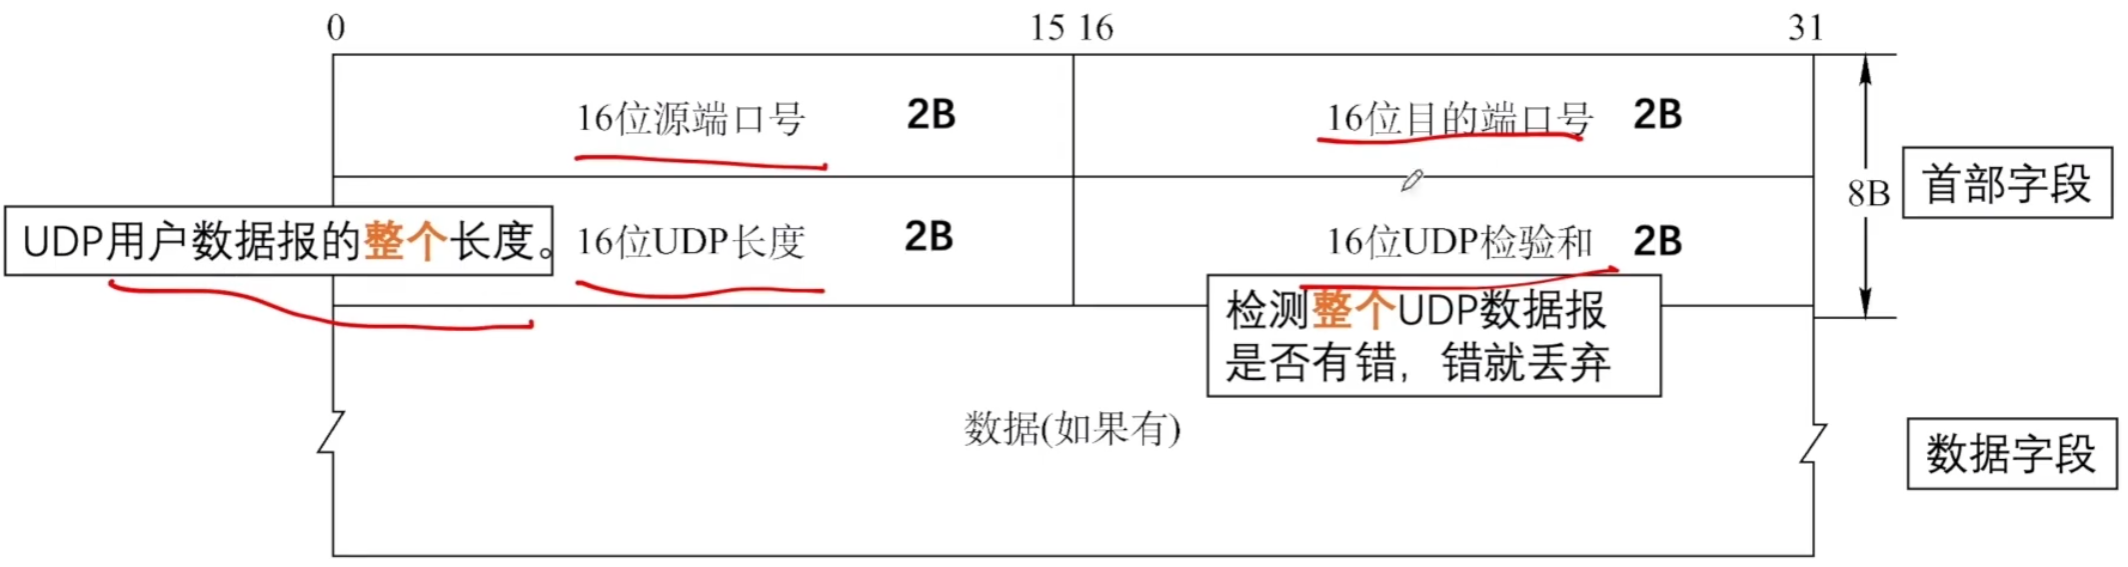 0
15 16
31
16位源端口号 2B
16位目的端口号 2B
8B
首部字段
UDP用户数据报的整个长度。
16位UDP长度 2B
16位UDP检验和 2B
检测整个UDP数据报
是否有错，错就丢弃
数据(如果有)
数据字段